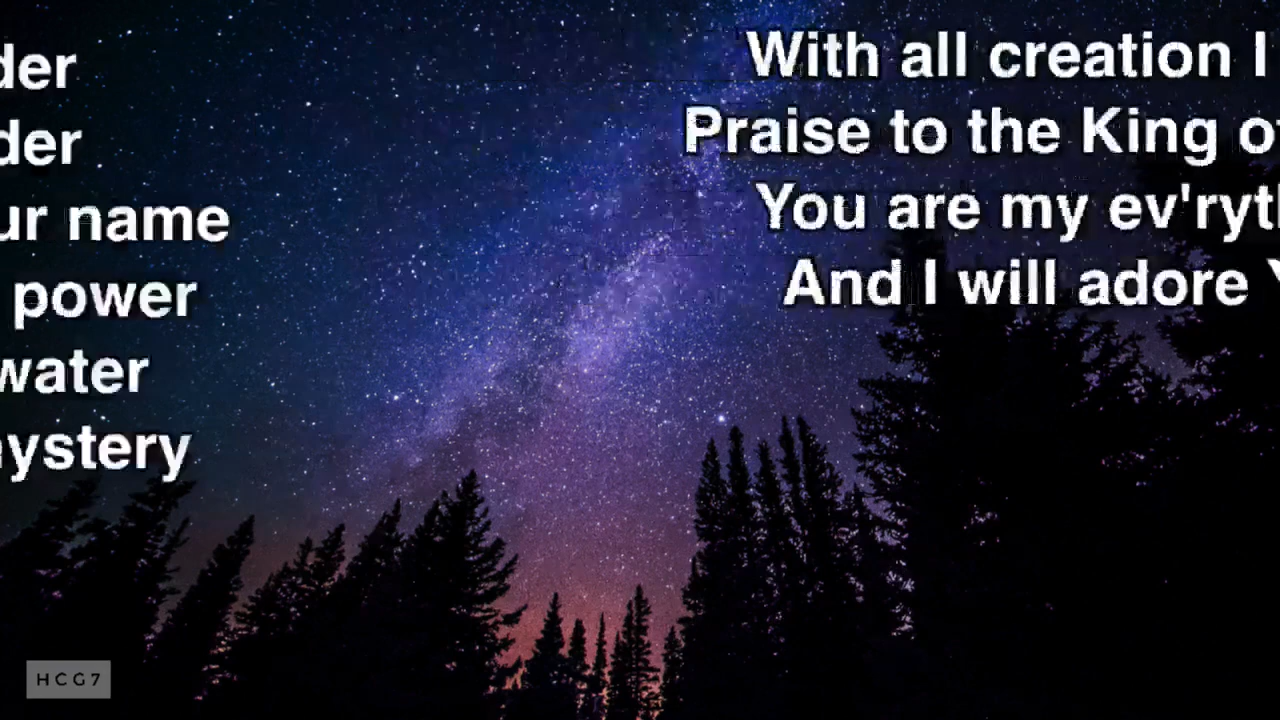 der
der
ur name
power
water
ystery
With all creation I
Praise to the King o
You are my ev'ryt
And I will adore
HCG7